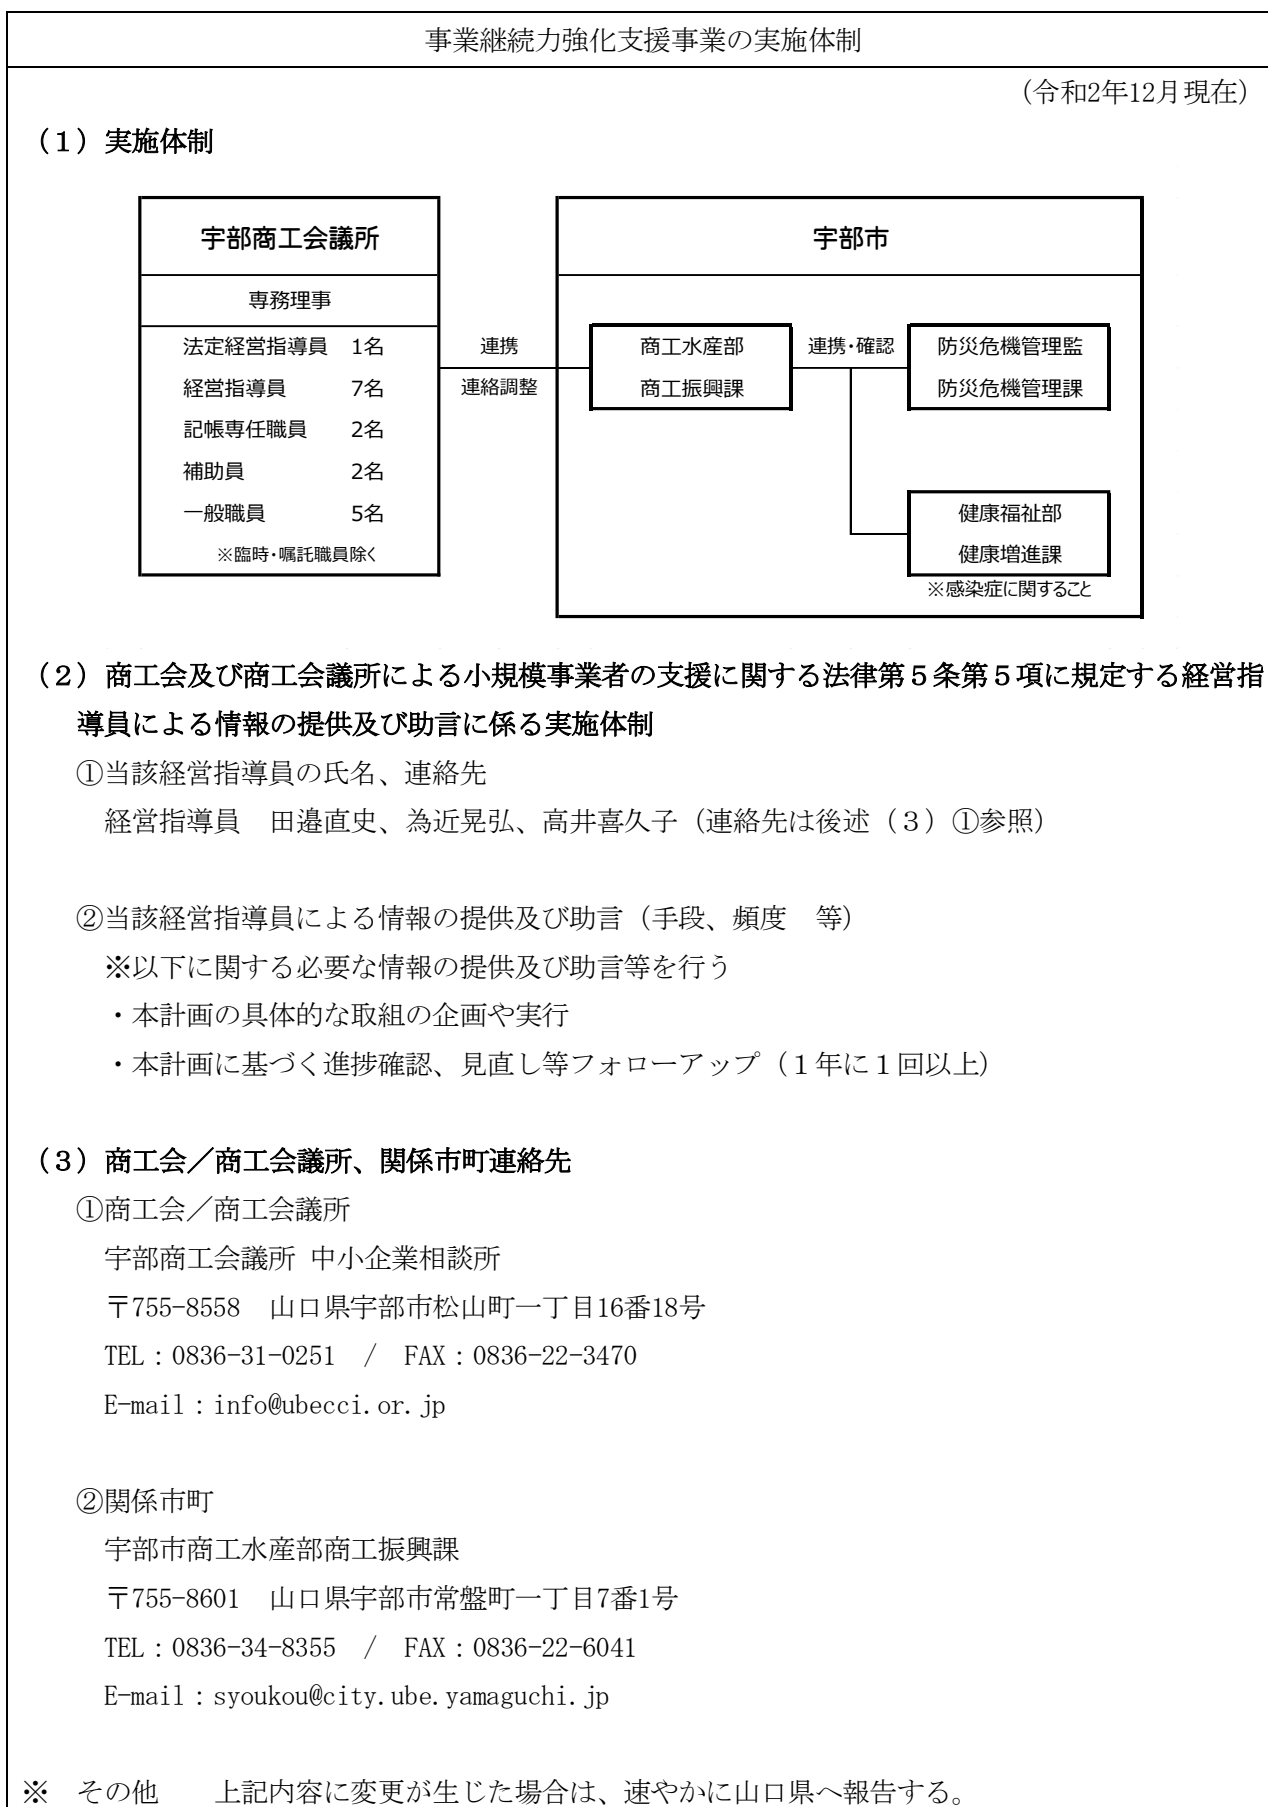 事業継続力強化支援事業の実施体制
（令和2年12月現在）
（１）実施体制
宇部商工会議所
専務理事
法定経営指導員　1名
経営指導員　7名
記帳専任職員　2名
補助員　2名
一般職員　5名
※臨時・嘱託職員除く
連携
連絡調整
宇部市
商工水産部
商工振興課
連携・確認
防災危機管理監
防災危機管理課
健康福祉部
健康増進課
※感染症に関すること
（２）商工会及び商工会議所による小規模事業者の支援に関する法律第５条第５項に規定する経営指
導員による情報の提供及び助言に係る実施体制
①当該経営指導員の氏名、連絡先
経営指導員　田邉直史、為近晃弘、高井喜久子（連絡先は後述（３）①参照）
②当該経営指導員による情報の提供及び助言（手段、頻度　等）
※以下に関する必要な情報の提供及び助言等を行う
・本計画の具体的な取組の企画や実行
・本計画に基づく進捗確認、見直し等フォローアップ（１年に１回以上）
（３）商工会／商工会議所、関係市町連絡先
①商工会／商工会議所
宇部商工会議所 中小企業相談所
〒755-8558　山口県宇部市松山町一丁目16番18号
TEL：0836-31-0251　/　FAX：0836-22-3470
E-mail：info@ubecci.or.jp
②関係市町
宇部市商工水産部商工振興課
〒755-8601　山口県宇部市常盤町一丁目7番1号
TEL：0836-34-8355　/　FAX：0836-22-6041
E-mail：syoukou@city.ube.yamaguchi.jp
※　その他　　上記内容に変更が生じた場合は、速やかに山口県へ報告する。